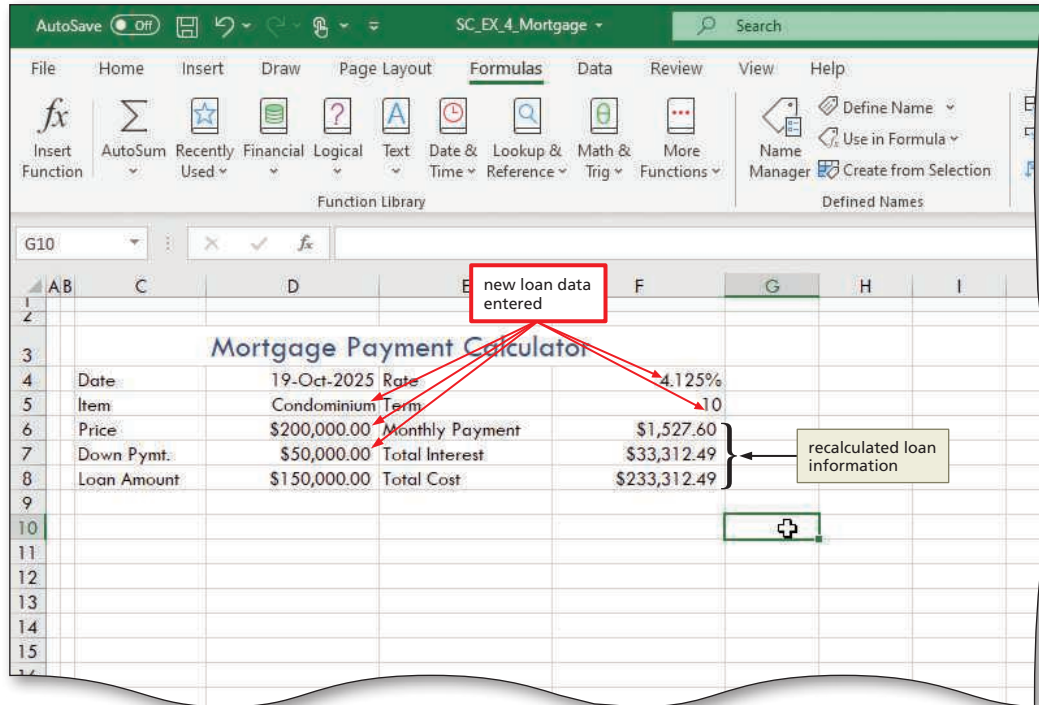 AutoSave Off SC_EX_4_Mortgage Search
File Home Insert Draw Page Layout Formulas Data Review View Help
fx Σ ? A θ
Insert Function AutoSum Recently Used Financial Logical Text Date & Time Lookup & Reference Math & Trig More Functions Name Manager
Define Name
Use in Formula
Create from Selection
Function Library Defined Names
G10 fx
A B C D E F G H I
new loan data
entered
1
2
3 Mortgage Payment Calculator
4 Date 19-Oct-2025 Rate 4.125%
5 Item Condominium Term 10
6 Price $200,000.00 Monthly Payment $1,527.60
7 Down Pymt. $50,000.00 Total Interest $33,312.49
8 Loan Amount $150,000.00 Total Cost $233,312.49
recalculated loan
information
9
10
11
12
13
14
15